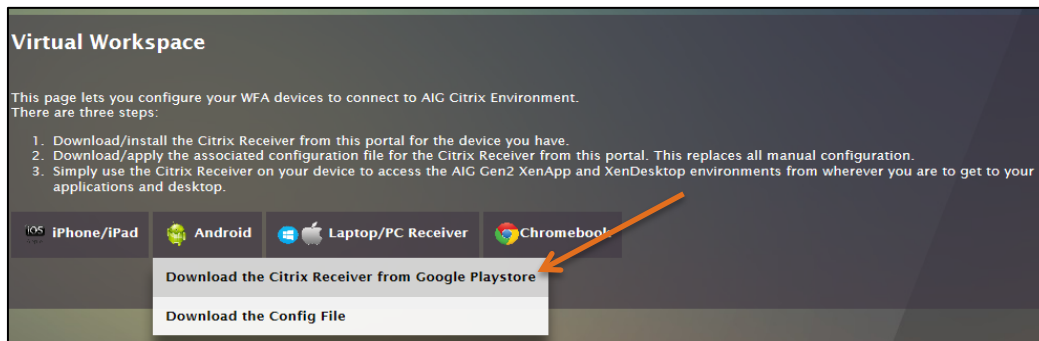 Virtual Workspace
This page lets you configure your WFA devices to connect to AIG Citrix Environment.
There are three steps:
1. Download/install the Citrix Receiver from this portal for the device you have.
2. Download/apply the associated configuration file for the Citrix Receiver from this portal. This replaces all manual configuration.
3. Simply use the Citrix Receiver on your device to access the AIG Gen2 XenApp and XenDesktop environments from wherever you are to get to your
applications and desktop.
iOS iPhone/iPad Android Laptop/PC Receiver Chromebook
Download the Citrix Receiver from Google Playstore
Download the Config File